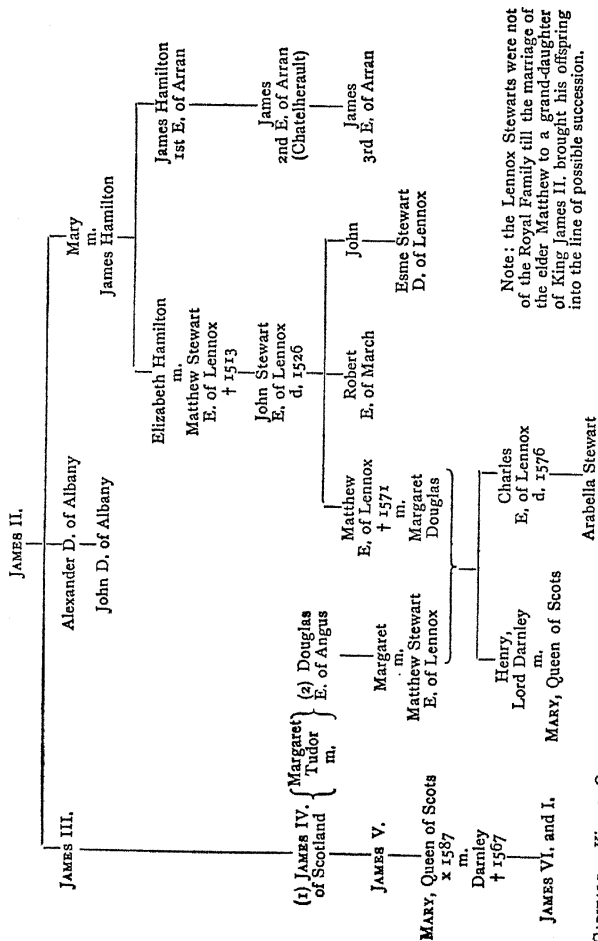 JAMES II.
JAMES III.
Alexander D. of Albany
John D. of Albany
Mary
m.
James Hamilton
(1) JAMES IV.
of Scotland
Margaret
Tudor
m.
(2) Douglas
E. of Angus
JAMES V.
MARY, Queen of Scots
x 1587
m.
Darnley
† 1567
JAMES VI. and I.
Margaret
m.
Matthew Stewart
E. of Lennox
Elizabeth Hamilton
m.
Matthew Stewart
E. of Lennox
† 1513
John Stewart
E. of Lennox
d. 1526
Matthew
E. of Lennox
† 1571
m.
Margaret
Douglas
Robert
E. of March
John
Esme Stewart
D. of Lennox
Henry,
Lord Darnley
m.
MARY, Queen of Scots
Charles
E. of Lennox
d. 1576
Arabella Stewart
James Hamilton
1st E. of Arran
James
2nd E. of Arran
(Chatelherault)
James
3rd E. of Arran
Note: the Lennox Stewarts were not
of the Royal Family till the marriage of
the elder Matthew to a grand-daughter
of King James II. brought his offspring
into the line of possible succession.